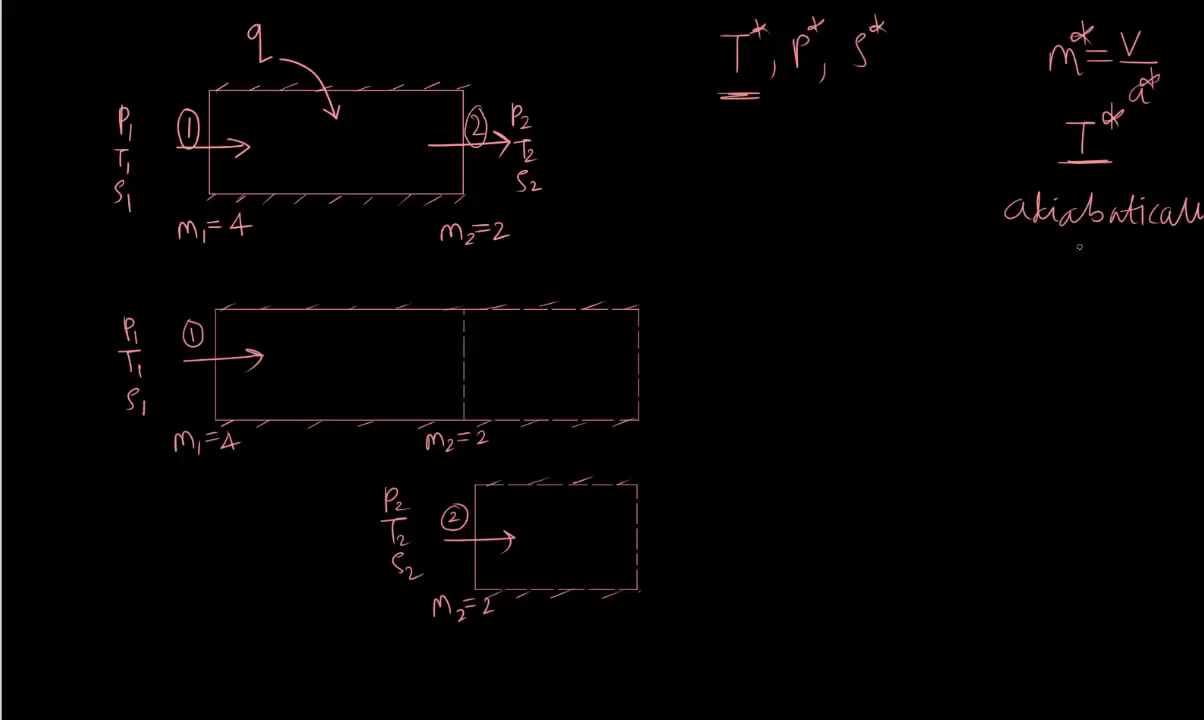 q
P₁
T₁
ρ₁
①
②
P₂
T₂
ρ₂
m₁=4
m₂=2
T*, P*, ρ*
m*= V/a*
T*
adiabatically
P₁
T₁
ρ₁
①
m₁=4
m₂=2
P₂
T₂
ρ₂
②
m₂=2